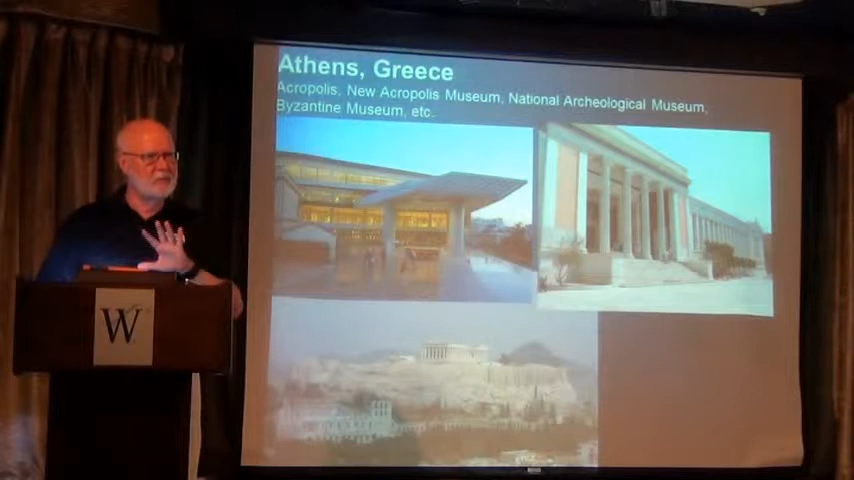 Athens, Greece
Acropolis, New Acropolis Museum, National Archeological Museum,
Byzantine Museum, etc.
W